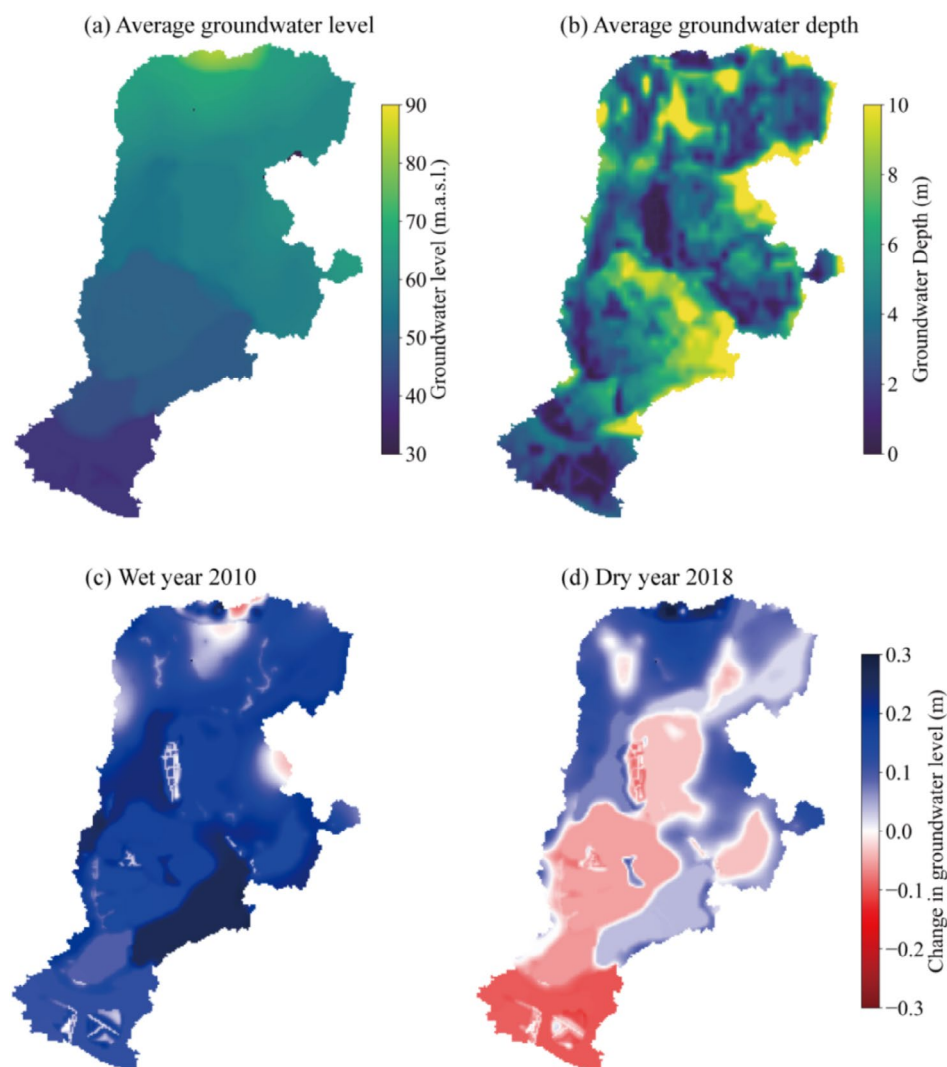 (a) Average groundwater level
(b) Average groundwater depth
90
80
70
60
50
40
30
Groundwater level (m.a.s.l.)
10
8
6
4
2
0
Groundwater Depth (m)
(c) Wet year 2010
(d) Dry year 2018
0.3
0.2
0.1
0.0
−0.1
−0.2
−0.3
Change in groundwater level (m)